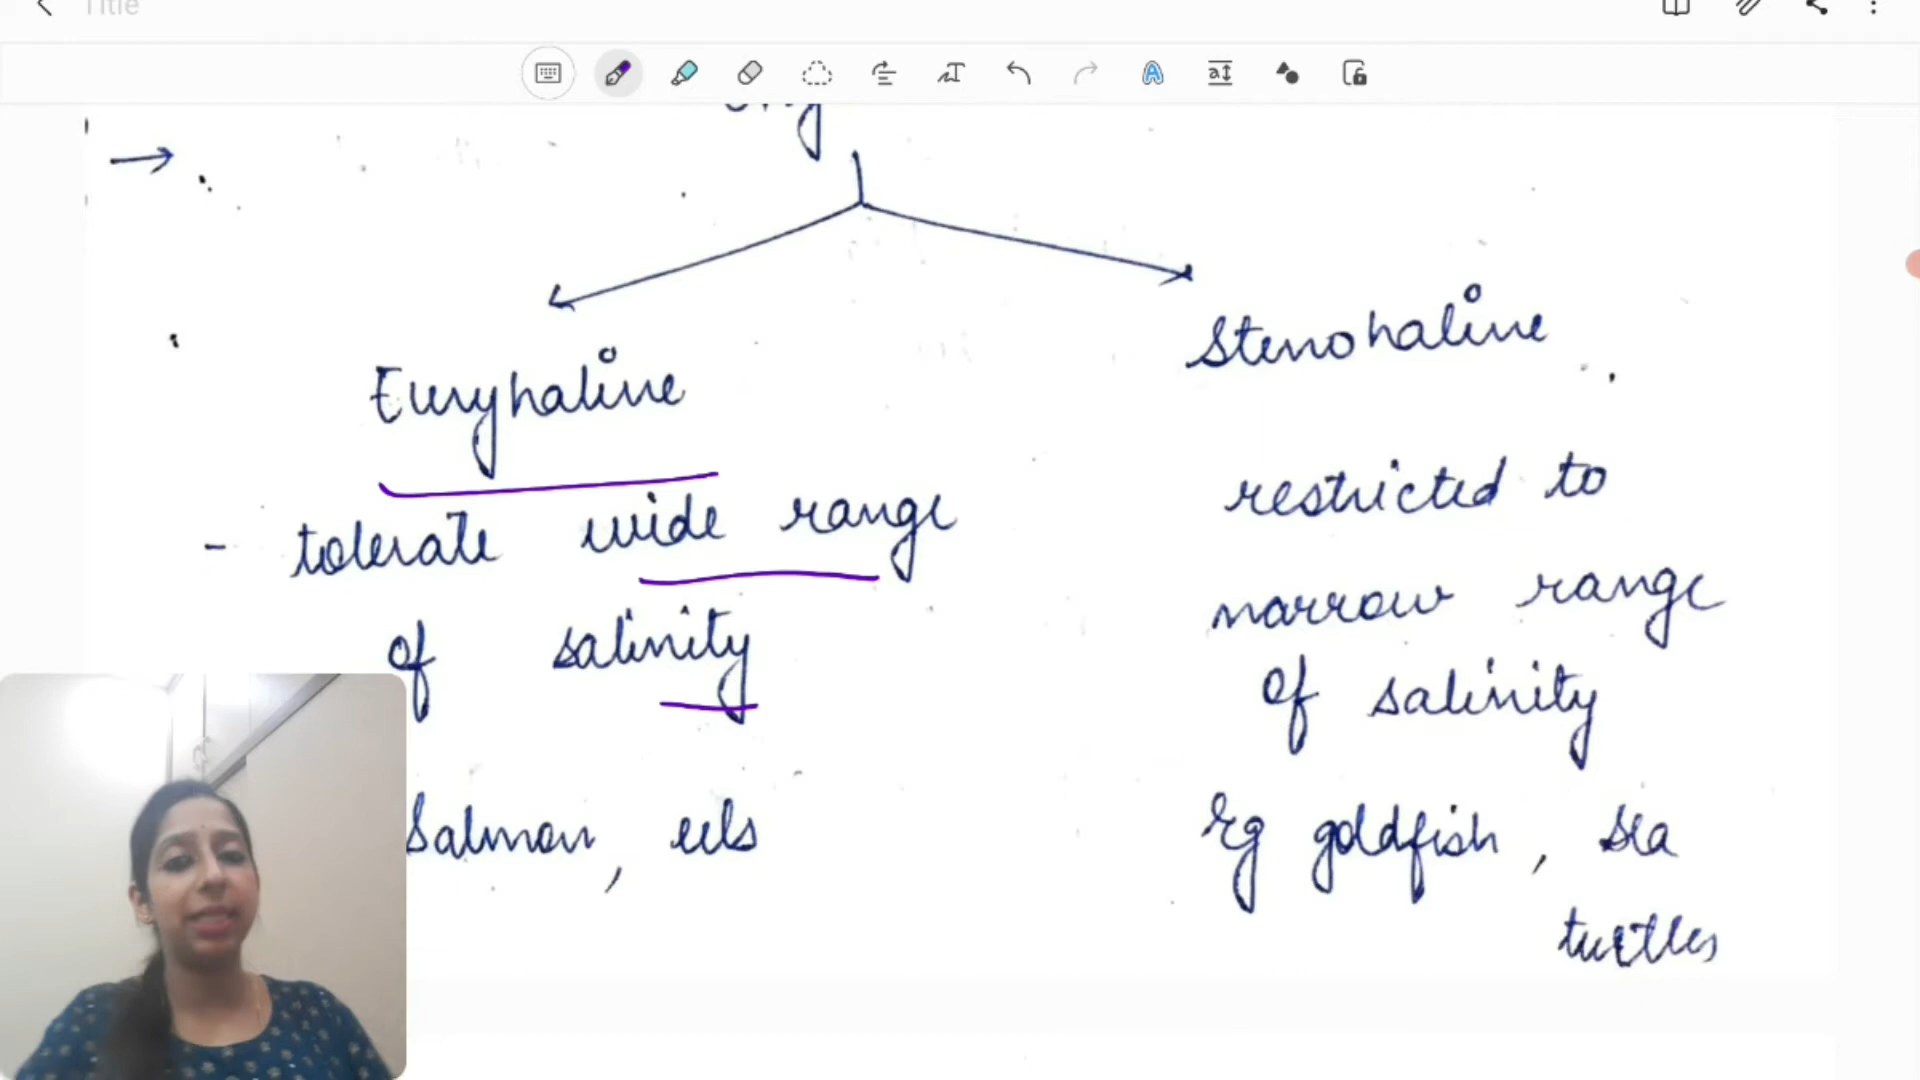 Title
Euryhaline
Stenohaline
- tolerate wide range
of salinity
Salmon, eels
restricted to
narrow range
of salinity
Eg goldfish, sea
turtles